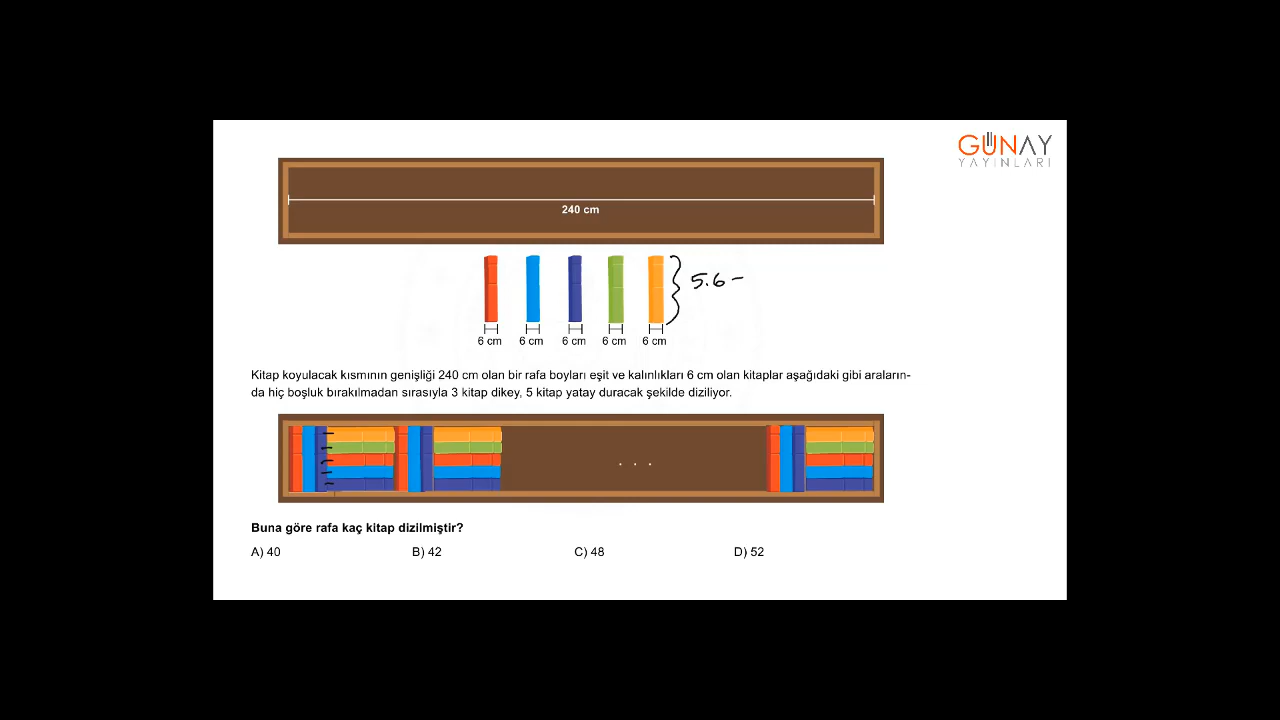 GÜNAY
YAYINLARI
240 cm
5.6 -
6 cm 6 cm 6 cm 6 cm 6 cm
Kitap koyulacak kısmının genişliği 240 cm olan bir rafa boyları eşit ve kalınlıkları 6 cm olan kitaplar aşağıdaki gibi araların-
da hiç boşluk bırakılmadan sırasıyla 3 kitap dikey, 5 kitap yatay duracak şekilde diziliyor.
. . .
Buna göre rafa kaç kitap dizilmiştir?
A) 40 B) 42 C) 48 D) 52